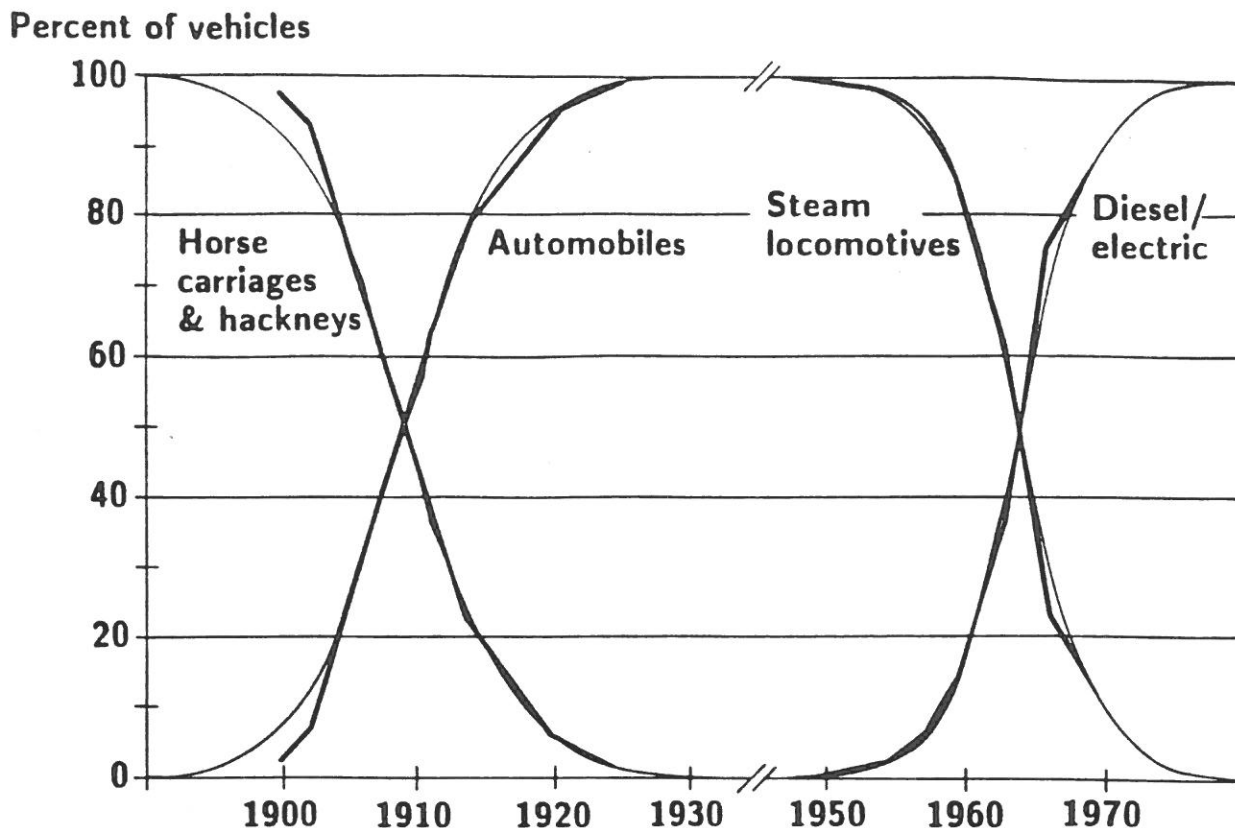 Percent of vehicles
100
80
60
40
20
0
Horse
carriages
& hackneys
Automobiles
Steam
locomotives
Diesel/
electric
1900 1910 1920 1930 1950 1960 1970